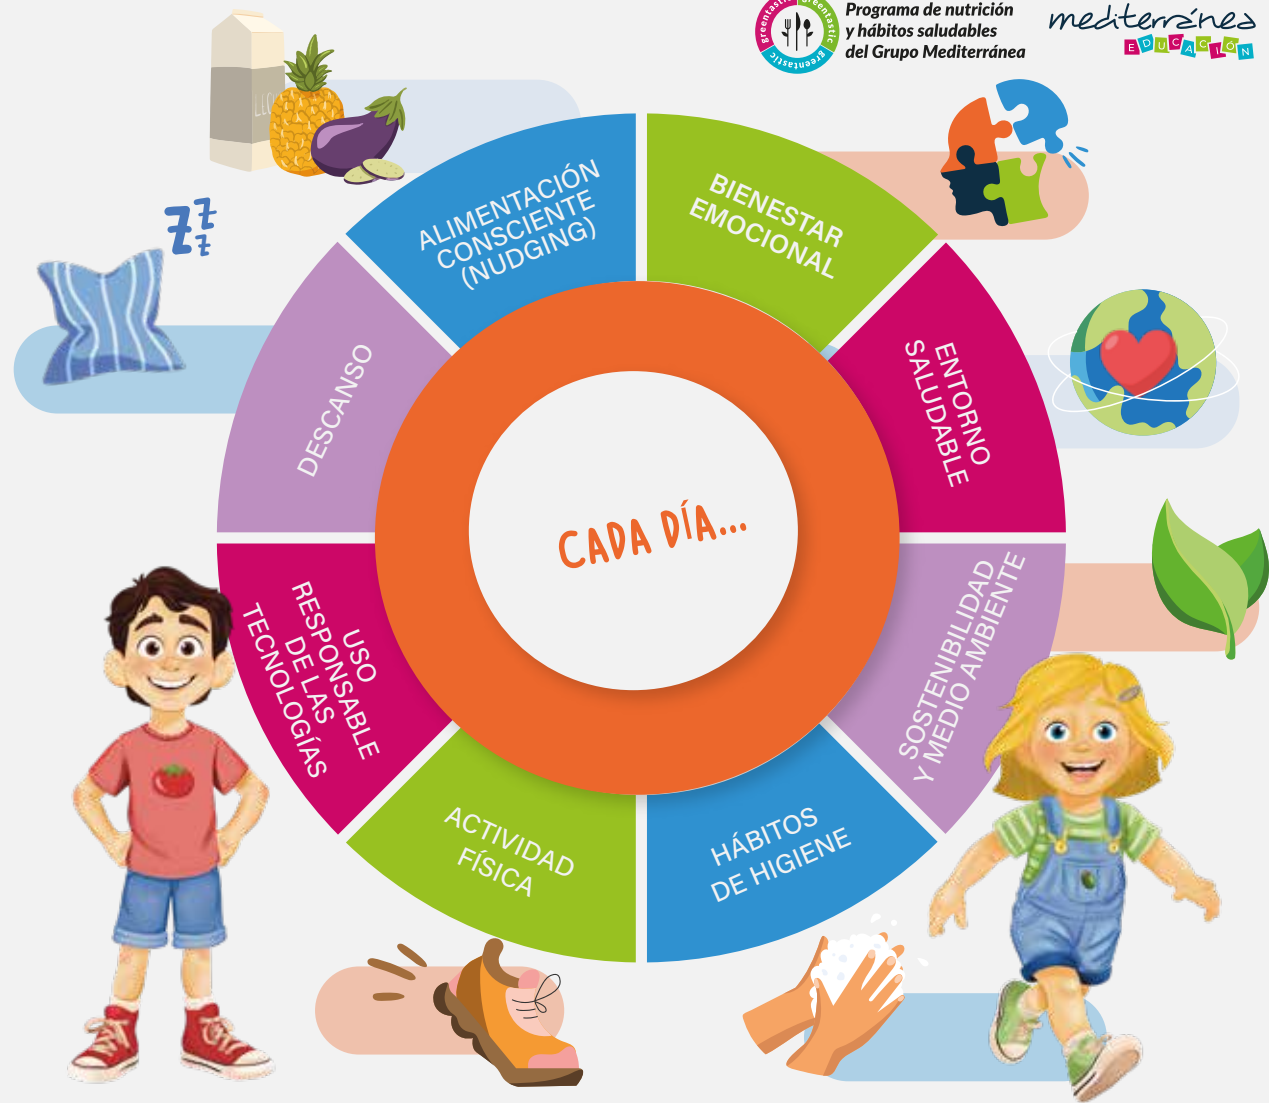 greentastic greentastic greentastic
Programa de nutrición
y hábitos saludables
del Grupo Mediterránea
mediterránea
EDUCACIÓN
ALIMENTACIÓN
CONSCIENTE
(NUDGING)
BIENESTAR
EMOCIONAL
ENTORNO
SALUDABLE
SOSTENIBILIDAD
Y MEDIO AMBIENTE
HÁBITOS
DE HIGIENE
ACTIVIDAD
FÍSICA
USO
RESPONSABLE
DE LAS
TECNOLOGÍAS
DESCANSO
CADA DÍA...
ZZZ